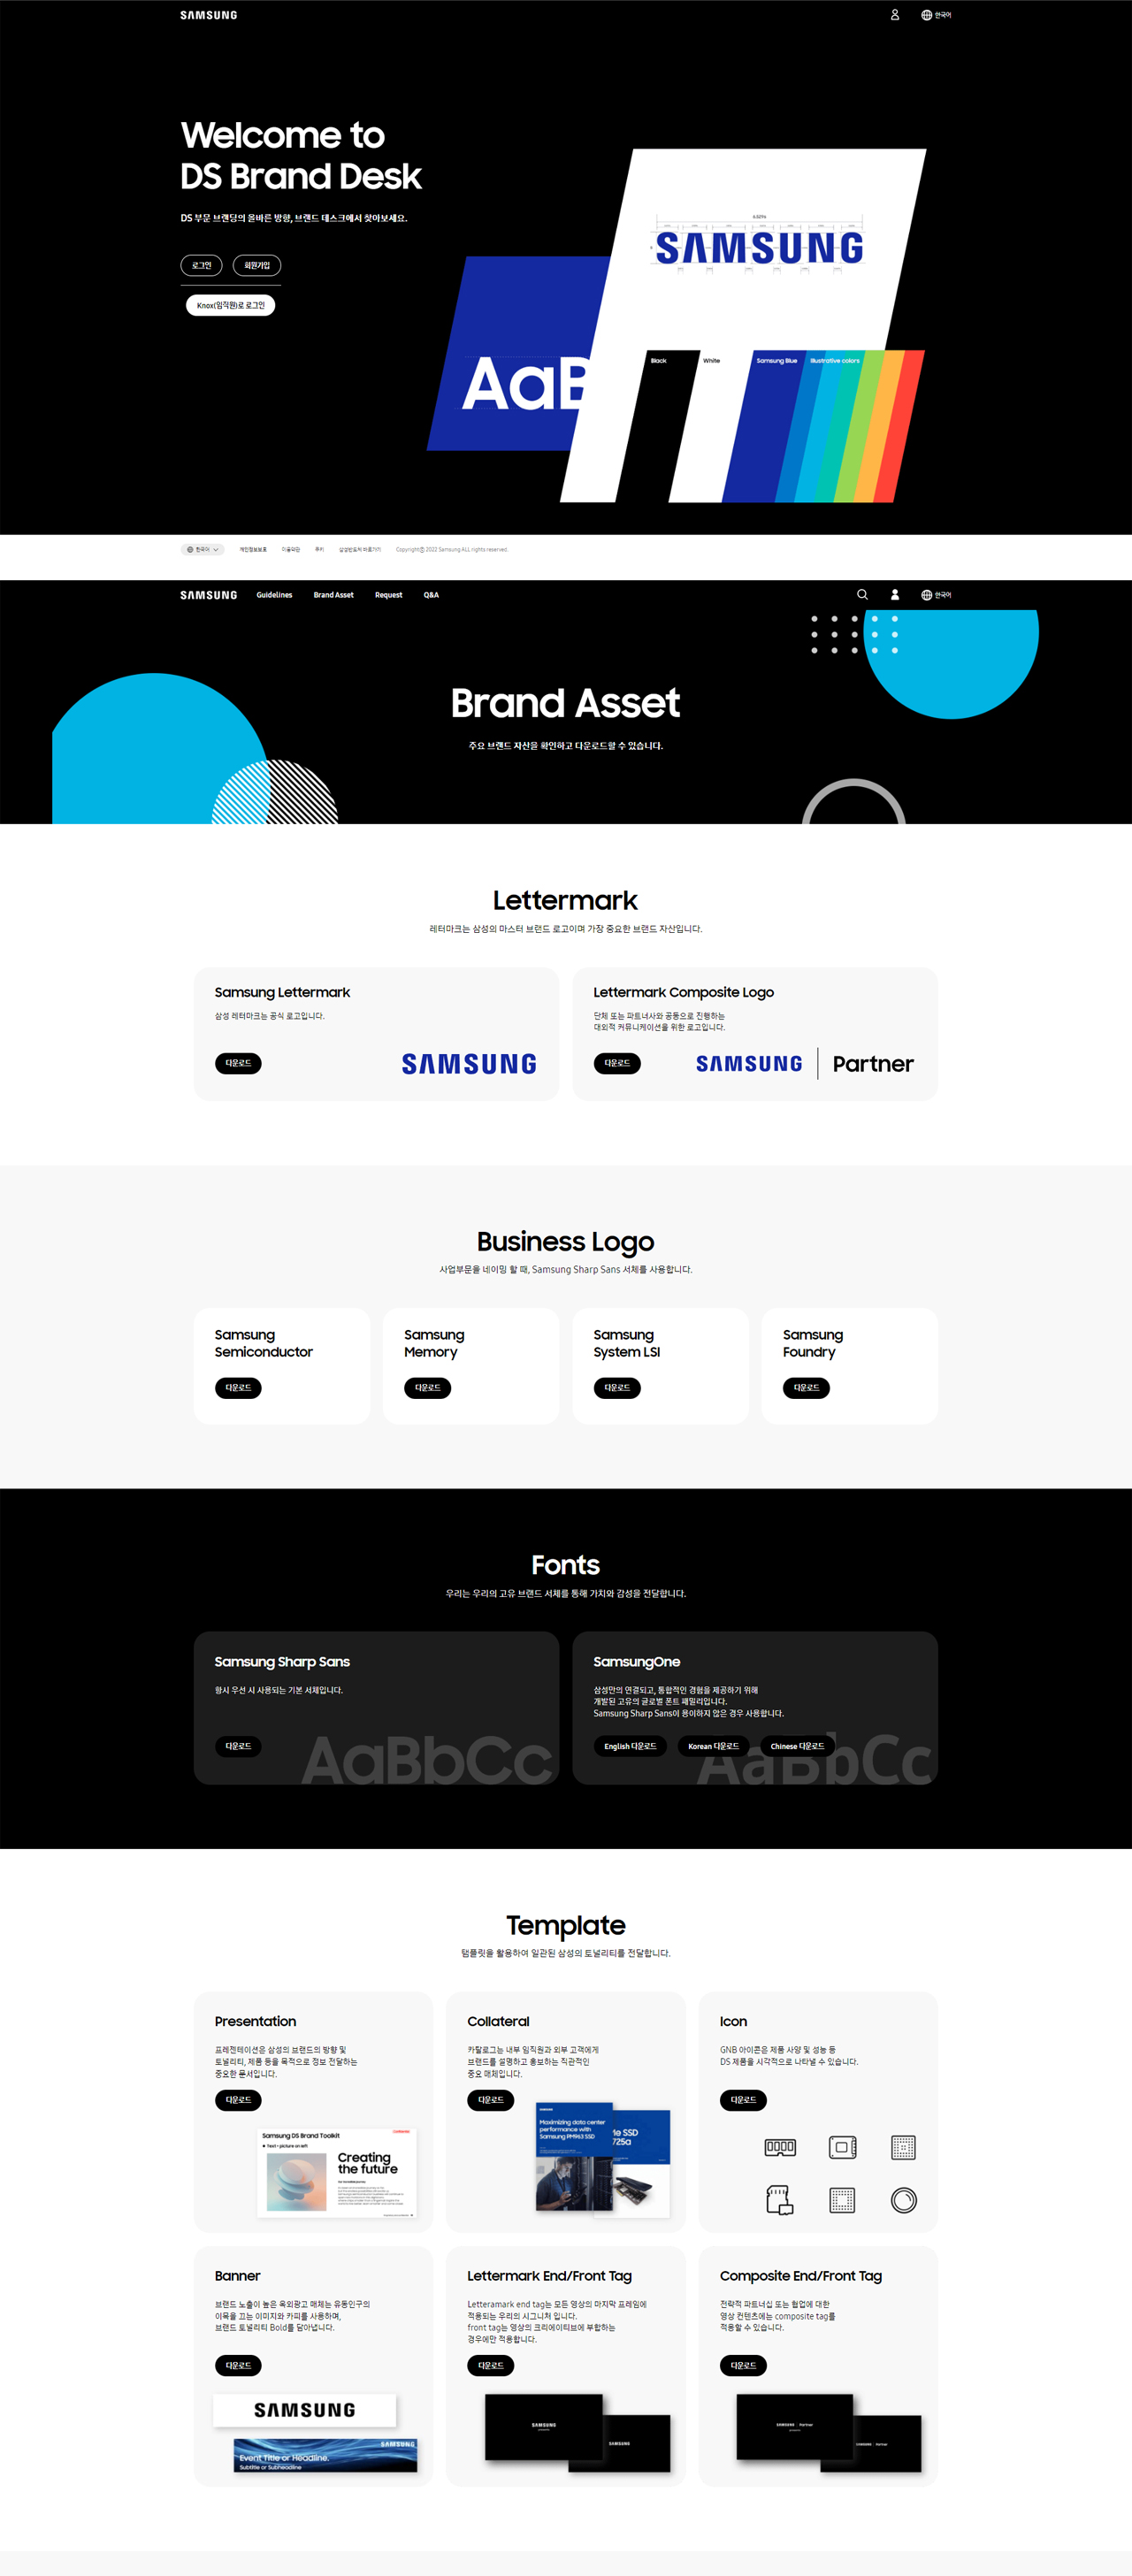 SAMSUNG
한국어
Welcome to
DS Brand Desk
DS 부문 브랜딩의 올바른 방향, 브랜드 데스크에서 찾아보세요.
로그인
회원가입
Knox(임직원)로 로그인
SAMSUNG
AaB
Black
White
Samsung Blue
Illustrative colors
한국어
개인정보보호
이용약관
쿠키
삼성반도체 바로가기
Copyrightⓒ 2022 Samsung ALL rights reserved.
SAMSUNG
Guidelines
Brand Asset
Request
Q&A
한국어
Brand Asset
주요 브랜드 자산을 확인하고 다운로드할 수 있습니다.
Lettermark
레터마크는 삼성의 마스터 브랜드 로고이며 가장 중요한 브랜드 자산입니다.
Samsung Lettermark
삼성 레터마크는 공식 로고입니다.
다운로드
SAMSUNG
Lettermark Composite Logo
단체 또는 파트너사와 공동으로 진행하는
대외적 커뮤니케이션을 위한 로고입니다.
다운로드
SAMSUNG | Partner
Business Logo
사업부문을 네이밍 할 때, Samsung Sharp Sans 서체를 사용합니다.
Samsung
Semiconductor
다운로드
Samsung
Memory
다운로드
Samsung
System LSI
다운로드
Samsung
Foundry
다운로드
Fonts
우리는 우리의 고유 브랜드 서체를 통해 가치와 감성을 전달합니다.
Samsung Sharp Sans
항시 우선 시 사용되는 기본 서체입니다.
다운로드
AaBbCc
SamsungOne
삼성만의 연결되고, 통합적인 경험을 제공하기 위해
개발된 고유의 글로벌 폰트 패밀리입니다.
Samsung Sharp Sans이 용이하지 않은 경우 사용합니다.
English 다운로드
Korean 다운로드
Chinese 다운로드
AaBbCc
Template
탬플릿을 활용하여 일관된 삼성의 토널리티를 전달합니다.
Presentation
프레젠테이션은 삼성의 브랜드의 방향 및
토널리티, 제품 등을 목적으로 정보 전달하는
중요한 문서입니다.
다운로드
Samsung DS Brand Toolkit
Text + picture on left
Creating
the future
Collateral
카탈로그는 내부 임직원과 외부 고객에게
브랜드를 설명하고 홍보하는 직관적인
중요 매체입니다.
다운로드
Maximizing data center
performance with
Samsung PM963 SSD
Me SSD
725a
Icon
GNB 아이콘은 제품 사양 및 성능 등
DS 제품을 시각적으로 나타낼 수 있습니다.
다운로드
Banner
브랜드 노출이 높은 옥외광고 매체는 유동인구의
이목을 끄는 이미지와 카피를 사용하며,
브랜드 토널리티 Bold를 담아냅니다.
다운로드
SAMSUNG
SAMSUNG
Event Title or Headline.
Subtitle or Subheadline
Lettermark End/Front Tag
Letteramark end tag는 모든 영상의 마지막 프레임에
적용되는 우리의 시그니처 입니다.
front tag는 영상의 크리에이티브에 부합하는
경우에만 적용합니다.
다운로드
SAMSUNG
SAMSUNG
Composite End/Front Tag
전략적 파트너십 또는 협업에 대한
영상 컨텐츠에는 composite tag를
적용할 수 있습니다.
다운로드
SAMSUNG | Partner
SAMSUNG | Partner